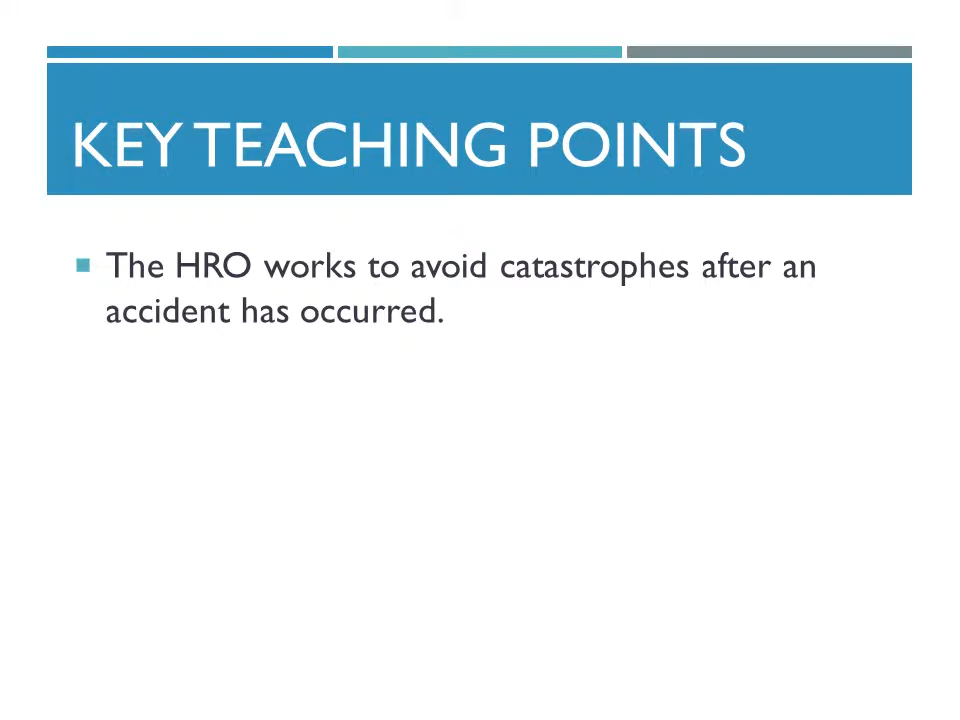 KEY TEACHING POINTS
The HRO works to avoid catastrophes after an
accident has occurred.